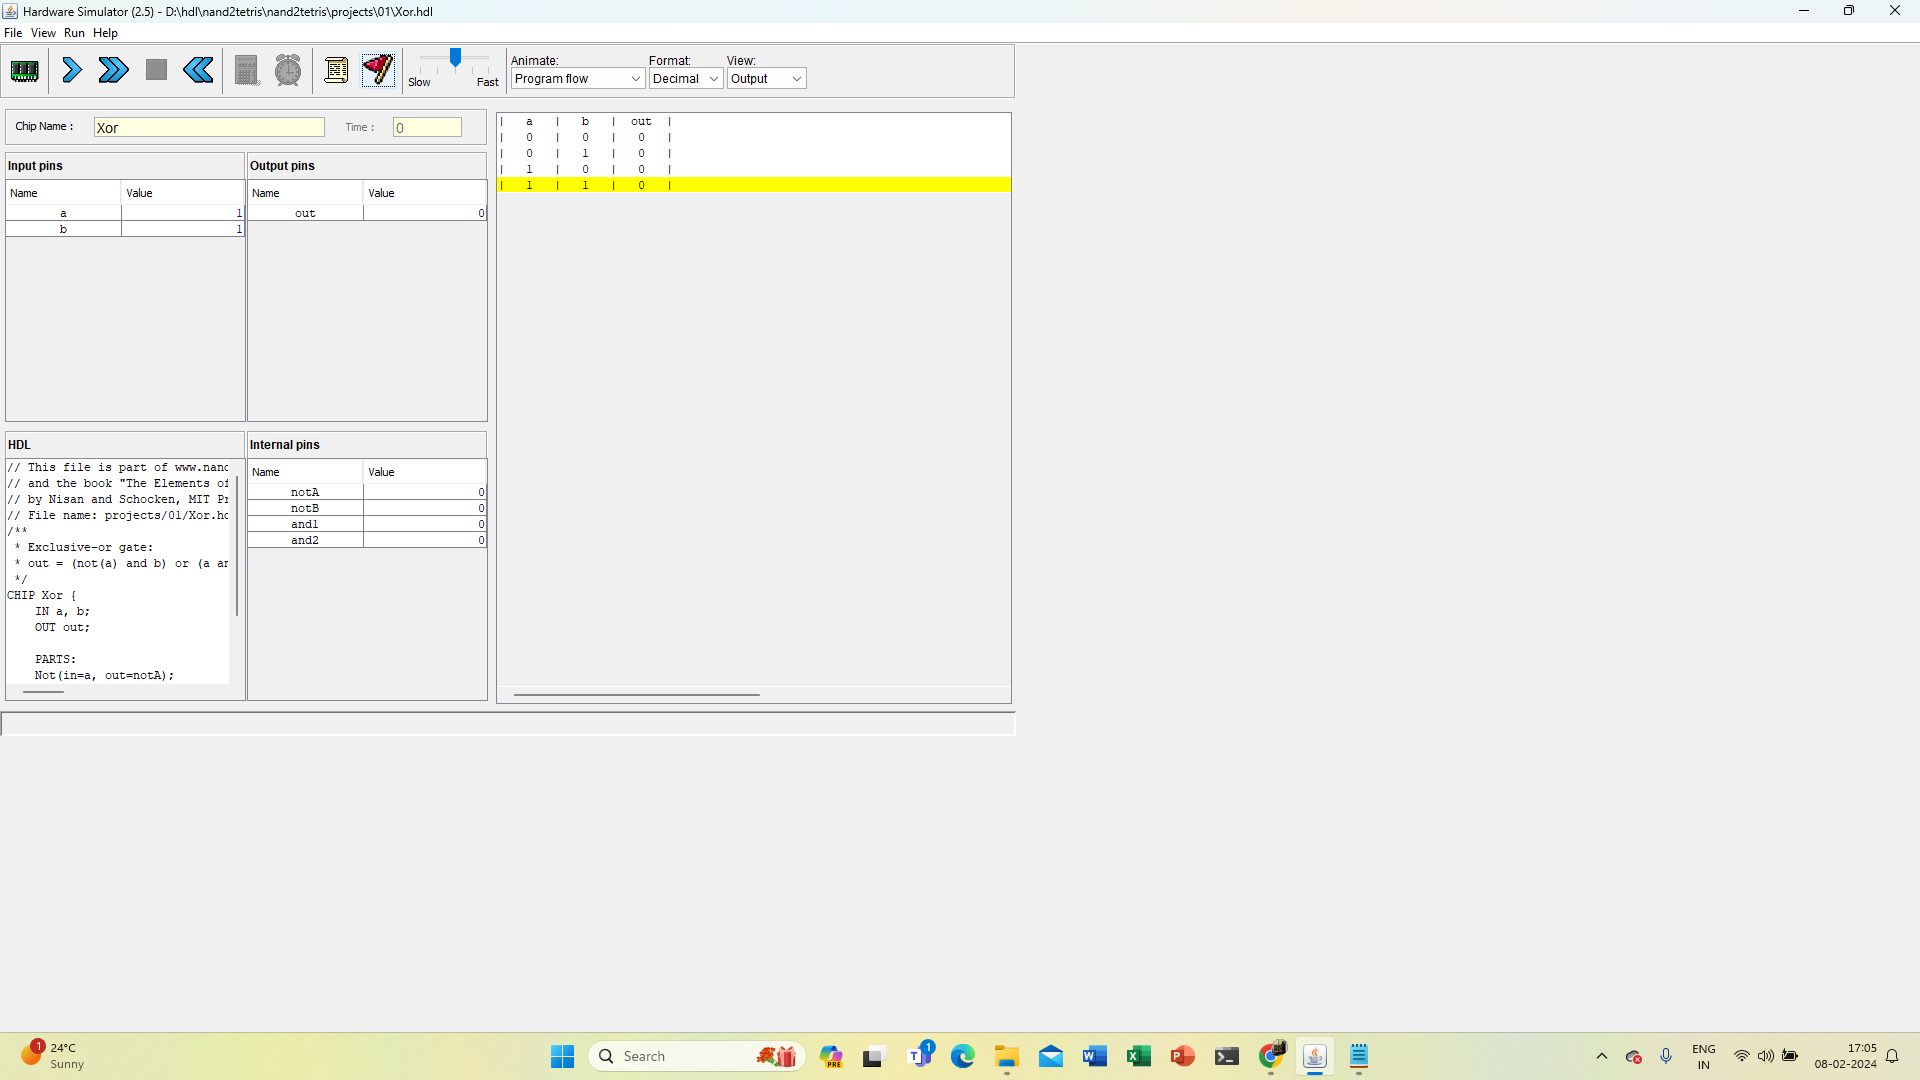 Hardware Simulator (2.5) - D:\hdl\nand2tetris\nand2tetris\projects\01\Xor.hdl
File View Run Help
Slow Fast
Animate: Format: View:
Program flow Decimal Output
Chip Name : Xor Time : 0
Input pins
Name Value
a 1
b 1
Output pins
Name Value
out 0
| a | b | out |
| 0 | 0 | 0 |
| 0 | 1 | 0 |
| 1 | 0 | 0 |
| 1 | 1 | 0 |
HDL
// This file is part of www.nand
// and the book "The Elements of
// by Nisan and Schocken, MIT Pr
// File name: projects/01/Xor.hd
/**
* Exclusive-or gate:
* out = (not(a) and b) or (a an
*/
CHIP Xor {
IN a, b;
OUT out;
PARTS:
Not(in=a, out=notA);
Internal pins
Name Value
notA 0
notB 0
and1 0
and2 0
1
24°C
Sunny
Search
PRE
1
ENG
IN
17:05
08-02-2024